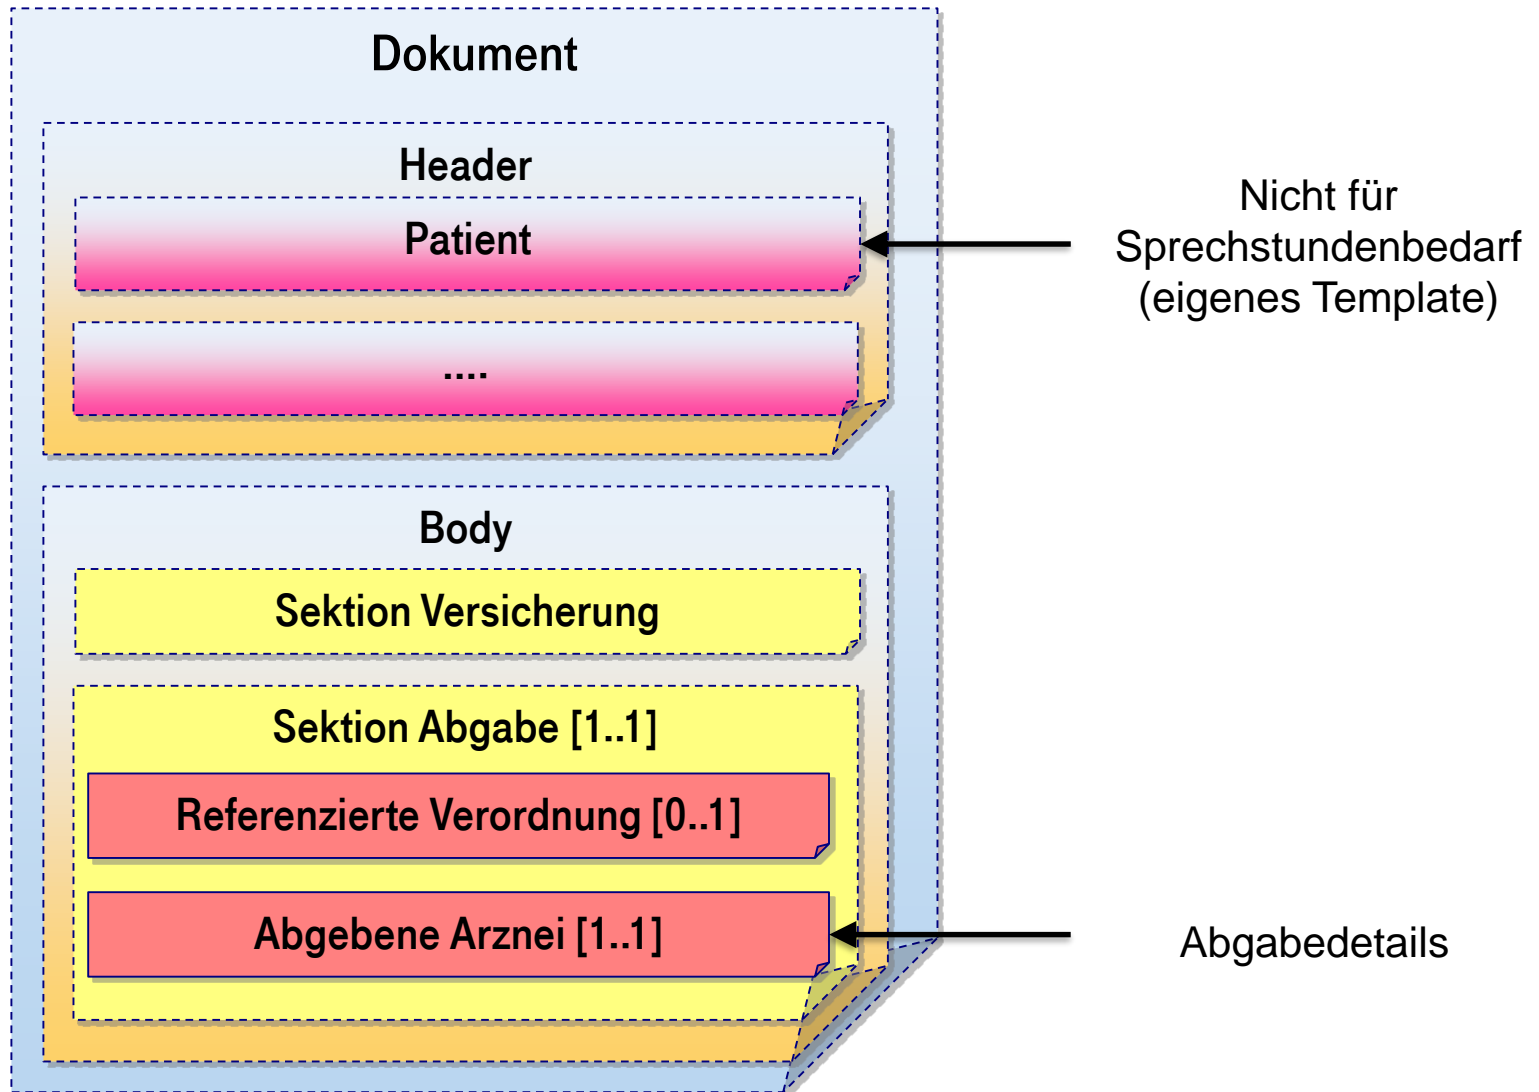 Dokument
Header
Patient
....
Nicht für
Sprechstundenbedarf
(eigenes Template)
Body
Sektion Versicherung
Sektion Abgabe [1..1]
Referenzierte Verordnung [0..1]
Abgebene Arznei [1..1]
Abgabedetails